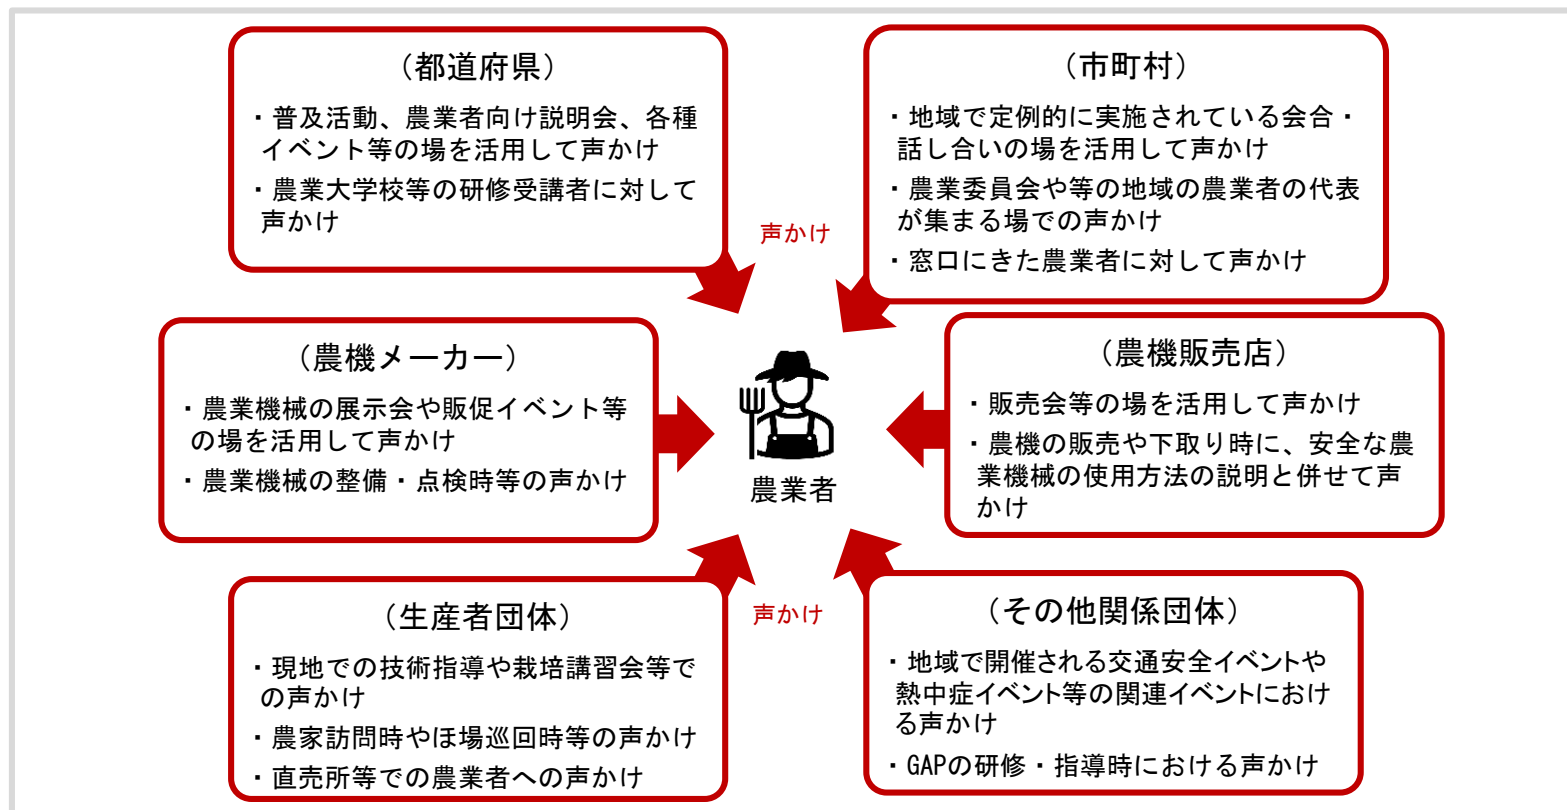 （都道府県）
・普及活動、農業者向け説明会、各種
イベント等の場を活用して声かけ
・農業大学校等の研修受講者に対して
声かけ
（市町村）
・地域で定例的に実施されている会合・
話し合いの場を活用して声かけ
・農業委員会や等の地域の農業者の代表
が集まる場での声かけ
・窓口にきた農業者に対して声かけ
声かけ
（農機メーカー）
・農業機械の展示会や販促イベント等
の場を活用して声かけ
・農業機械の整備・点検時等の声かけ
農業者
（農機販売店）
・販売会等の場を活用して声かけ
・農機の販売や下取り時に、安全な農
業機械の使用方法の説明と併せて声
かけ
（生産者団体）
・現地での技術指導や栽培講習会等で
の声かけ
・農家訪問時やほ場巡回時等の声かけ
・直売所等での農業者への声かけ
声かけ
（その他関係団体）
・地域で開催される交通安全イベントや
熱中症イベント等の関連イベントにおけ
る声かけ
・GAPの研修・指導時における声かけ